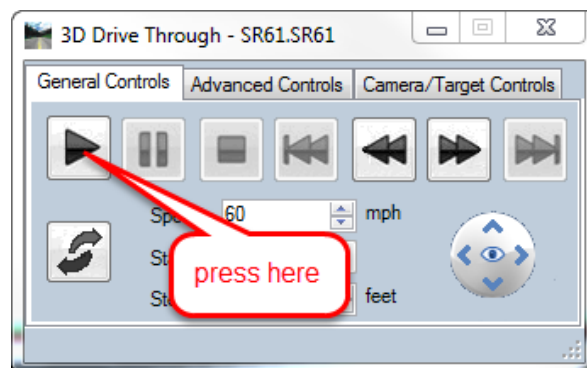 3D Drive Through - SR61.SR61
General Controls Advanced Controls Camera/Target Controls
60 mph
press here
feet